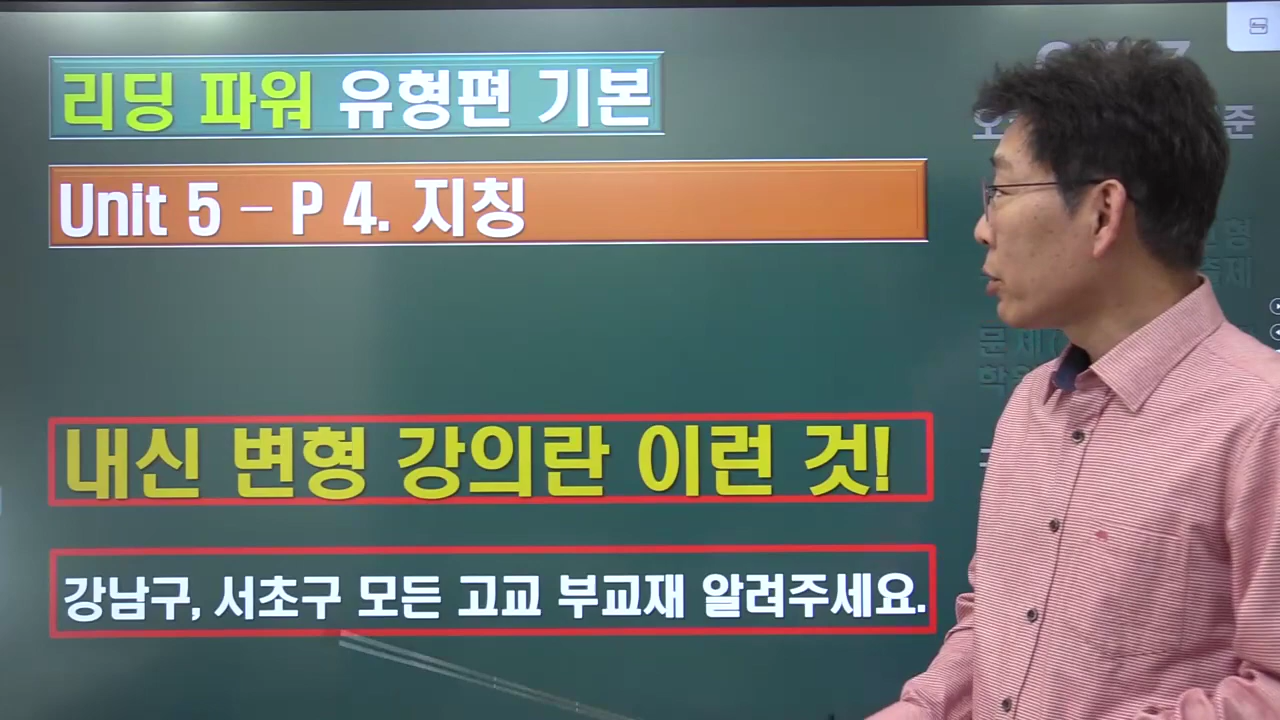 리딩 파워 유형편 기본
Unit 5 – P 4. 지칭
내신 변형 강의란 이런 것!
강남구, 서초구 모든 고교 부교재 알려주세요.